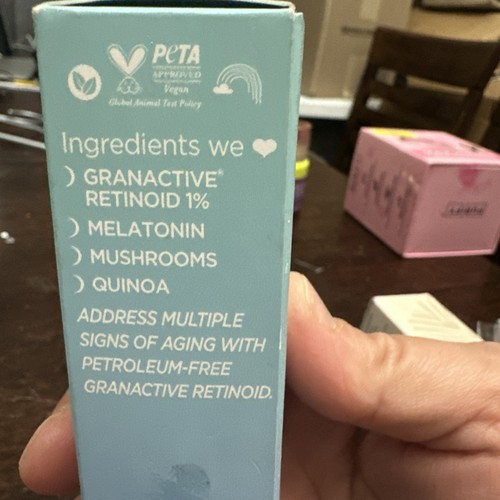 PETA
APPROVED
Vegan
Global Animal Test Policy
Ingredients we
GRANACTIVE®
RETINOID 1%
MELATONIN
MUSHROOMS
QUINOA
ADDRESS MULTIPLE
SIGNS OF AGING WITH
PETROLEUM-FREE
GRANACTIVE RETINOID.